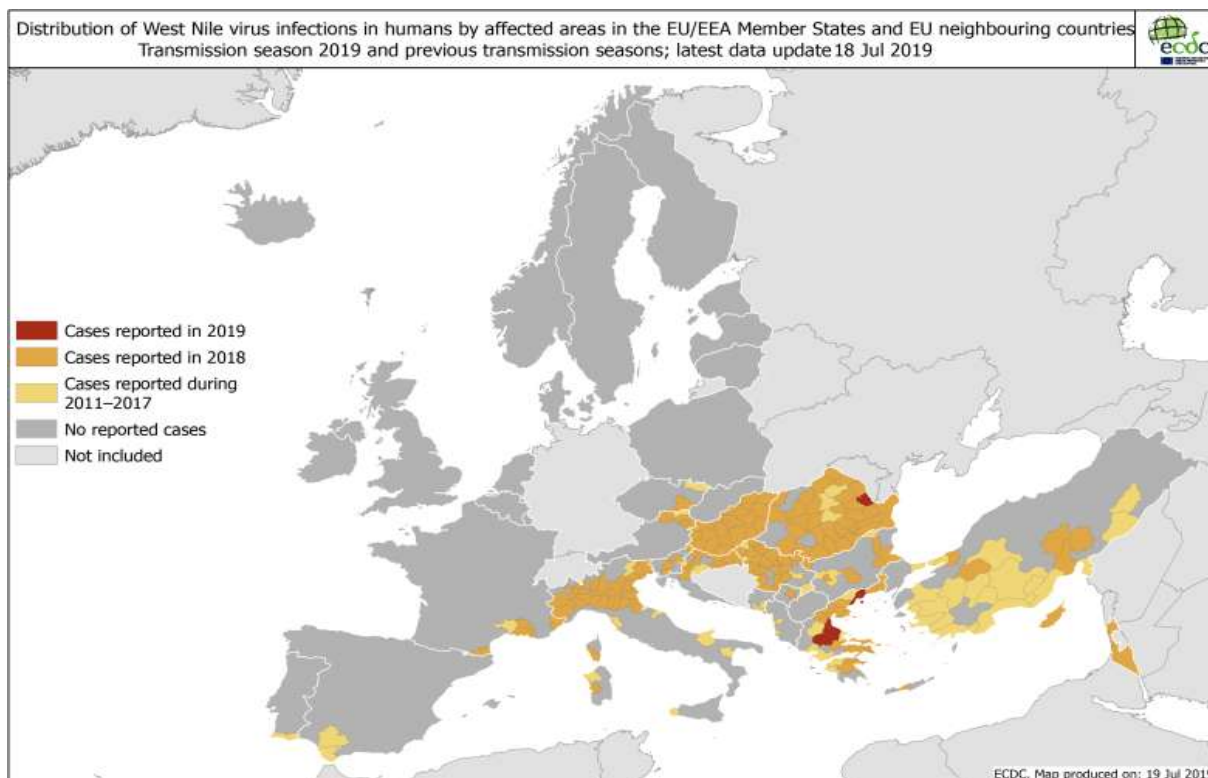 Distribution of West Nile virus infections in humans by affected areas in the EU/EEA Member States and EU neighbouring countries
Transmission season 2019 and previous transmission seasons; latest data update 18 Jul 2019
ecdc
Cases reported in 2019
Cases reported in 2018
Cases reported during
2011–2017
No reported cases
Not included
ECDC. Map produced on: 19 Jul 2019